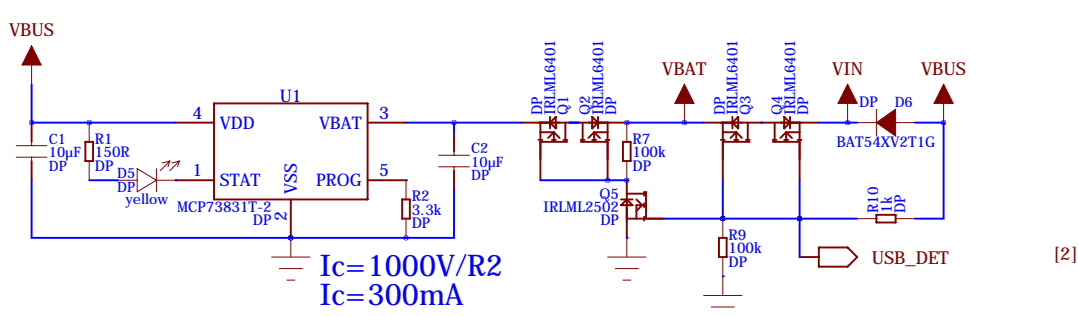 VBUS
C1
10µF
DP
R1
150R
DP
D5
DP
yellow
U1
4
VDD
VBAT
3
1
STAT
VSS
PROG
5
MCP73831T-2
DP
2
R2
3.3k
DP
C2
10µF
DP
Ic=1000V/R2
Ic=300mA
DP
IRLML6401
Q1
Q2
IRLML6401
DP
R7
100k
DP
Q5
IRLML2502
DP
VBAT
DP
IRLML6401
Q3
Q4
IRLML6401
DP
VIN
VBUS
DP
D6
BAT54XV2T1G
R10
1k
DP
R9
100k
DP
USB_DET
[2]